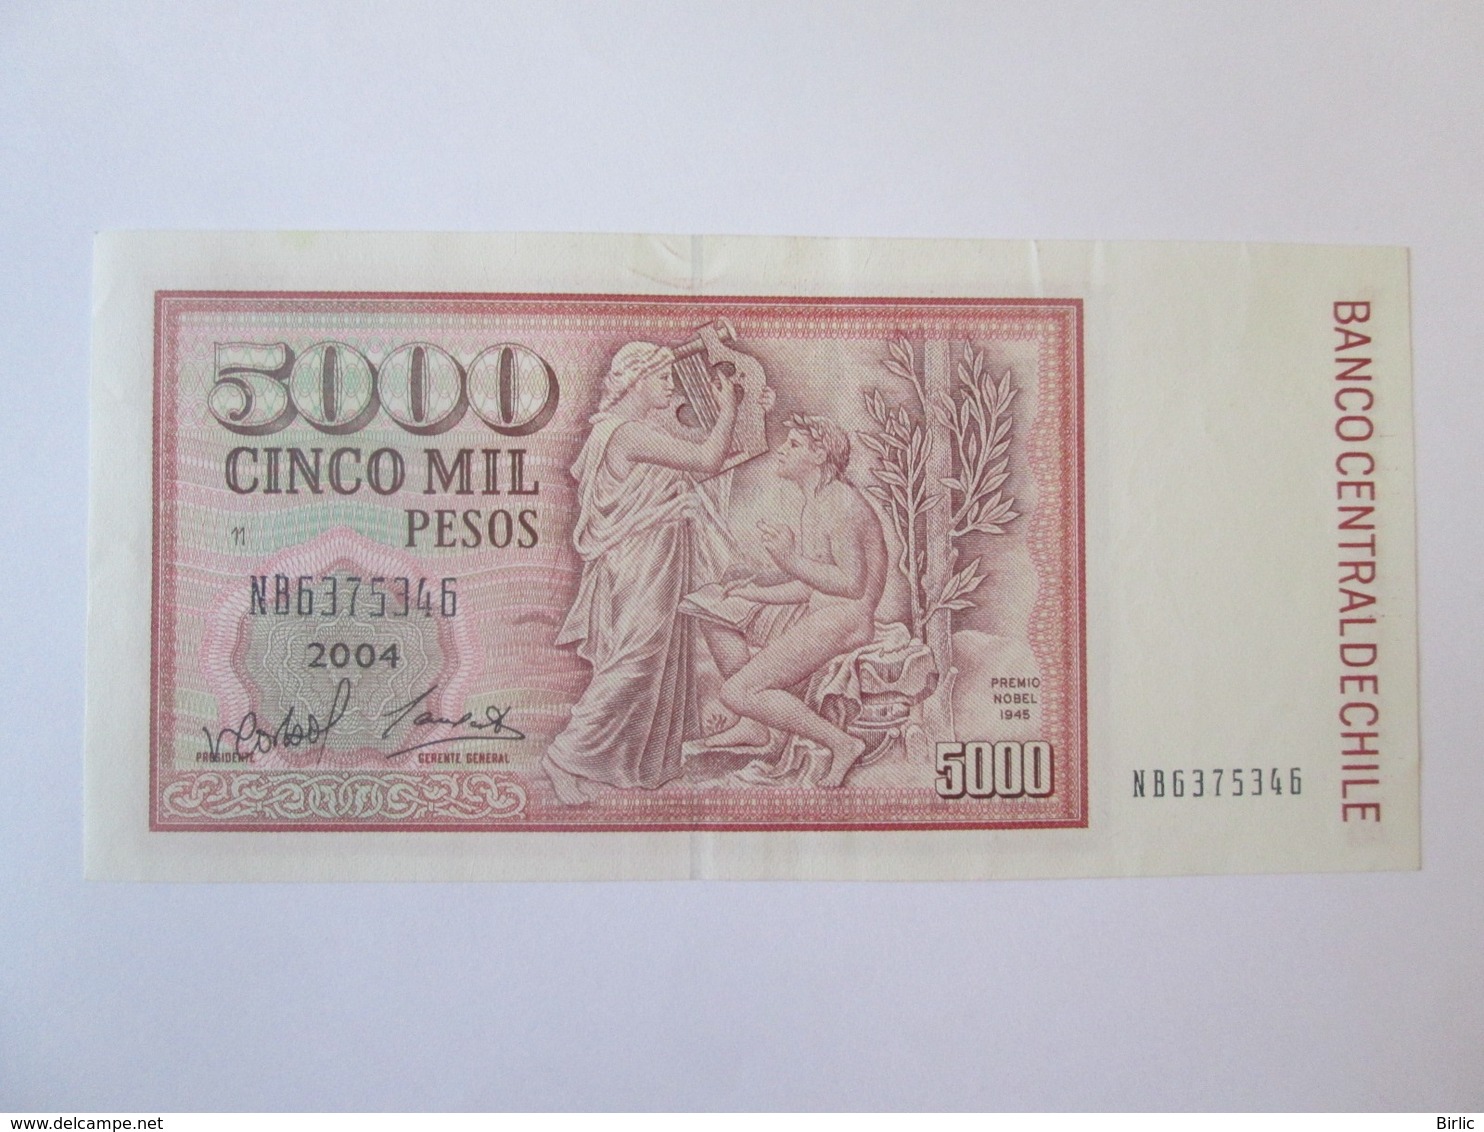 5000
CINCO MIL
PESOS
11
NB6375346
2004
PRESIDENTE
GERENTE GENERAL
PREMIO
NOBEL
1945
5000
NB6375346
BANCO CENTRAL DE CHILE
www.delcampe.net
Birlic